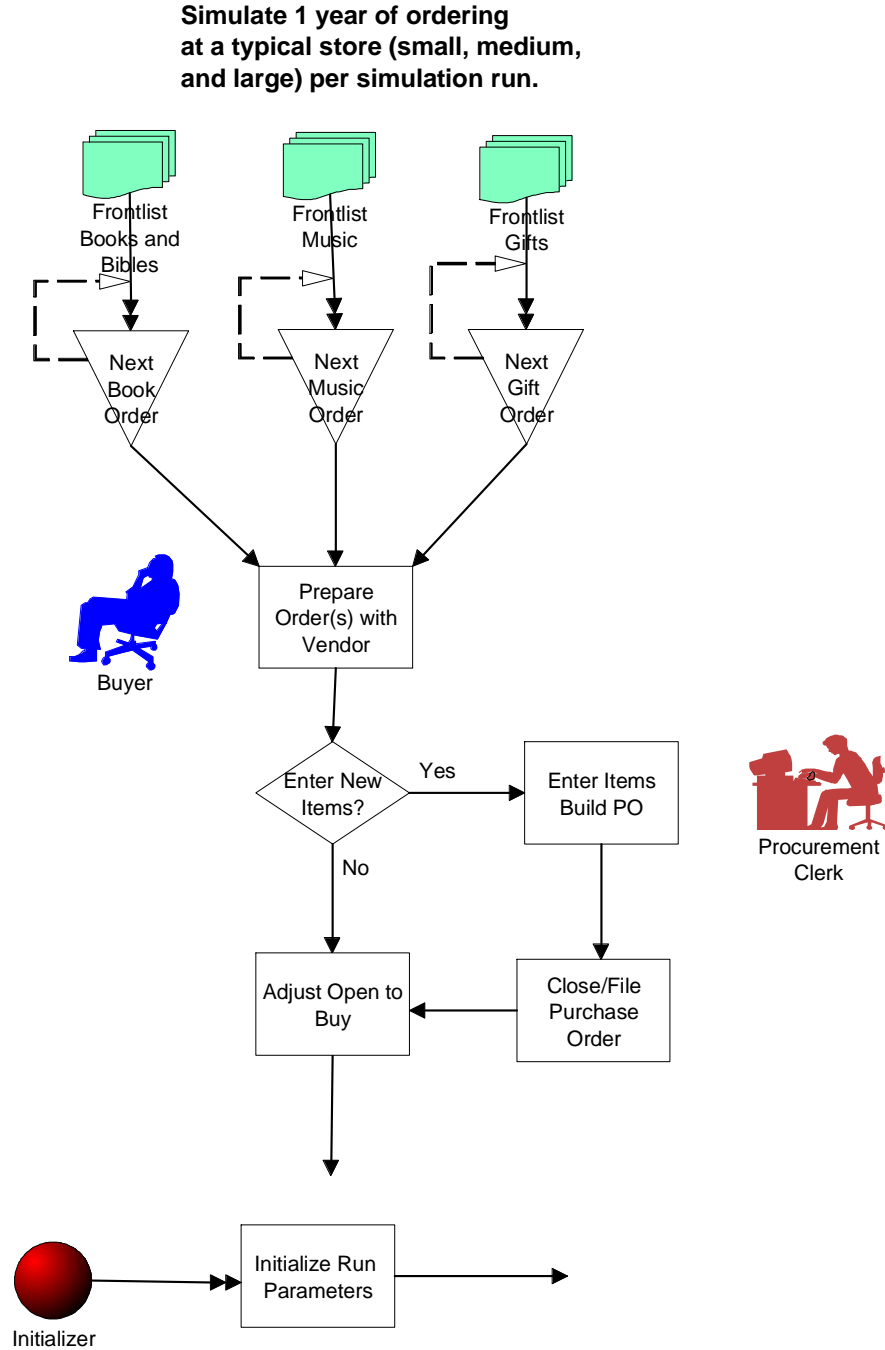 Simulate 1 year of ordering
at a typical store (small, medium,
and large) per simulation run.
Frontlist
Books and
Bibles
Frontlist
Music
Frontlist
Gifts
Next
Book
Order
Next
Music
Order
Next
Gift
Order
Prepare
Order(s) with
Vendor
Buyer
Enter New
Items?
Yes
Enter Items
Build PO
Procurement
Clerk
No
Adjust Open to
Buy
Close/File
Purchase
Order
Initialize Run
Parameters
Initializer